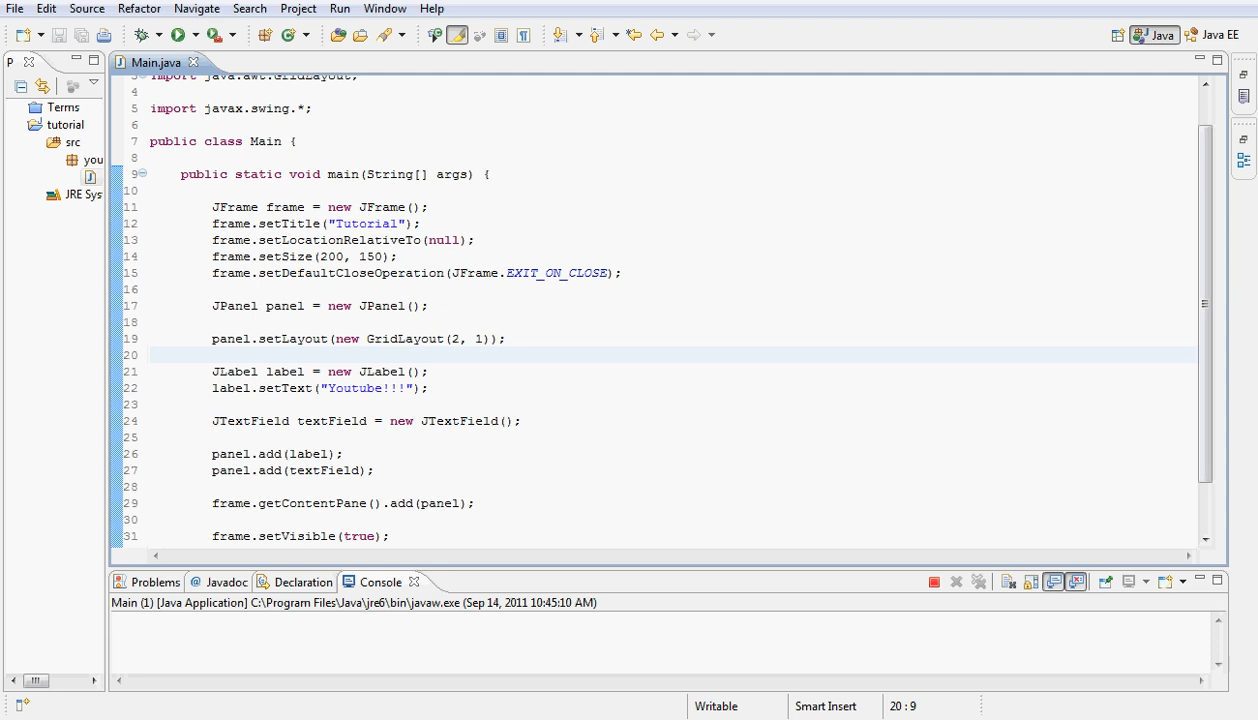 File Edit Source Refactor Navigate Search Project Run Window Help
Java Java EE
P
Main.java
Terms
tutorial
src
you
JRE Sys
3 import java.awt.GridLayout;
4
5 import javax.swing.*;
6
7 public class Main {
8
9 public static void main(String[] args) {
10
11 JFrame frame = new JFrame();
12 frame.setTitle("Tutorial");
13 frame.setLocationRelativeTo(null);
14 frame.setSize(200, 150);
15 frame.setDefaultCloseOperation(JFrame.EXIT_ON_CLOSE);
16
17 JPanel panel = new JPanel();
18
19 panel.setLayout(new GridLayout(2, 1));
20
21 JLabel label = new JLabel();
22 label.setText("Youtube!!!");
23
24 JTextField textField = new JTextField();
25
26 panel.add(label);
27 panel.add(textField);
28
29 frame.getContentPane().add(panel);
30
31 frame.setVisible(true);
Problems @ Javadoc Declaration Console
Main (1) [Java Application] C:\Program Files\Java\jre6\bin\javaw.exe (Sep 14, 2011 10:45:10 AM)
Writable Smart Insert 20 : 9